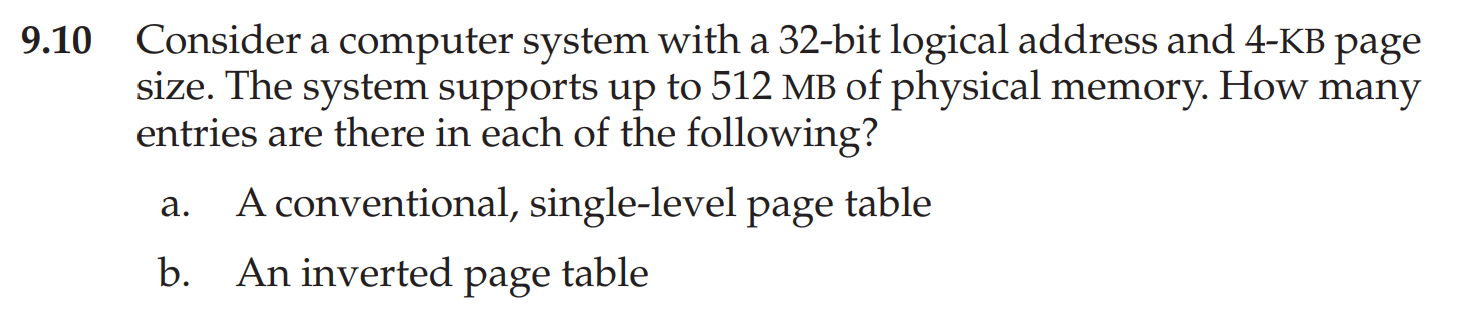 9.10 Consider a computer system with a 32-bit logical address and 4-KB page
size. The system supports up to 512 MB of physical memory. How many
entries are there in each of the following?
a. A conventional, single-level page table
b. An inverted page table